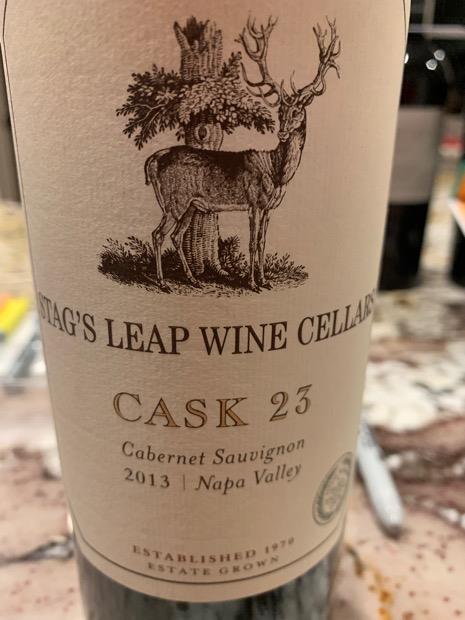 STAG'S LEAP WINE CELLARS
CASK 23
Cabernet Sauvignon
2013 | Napa Valley
ESTABLISHED 1970
ESTATE GROWN